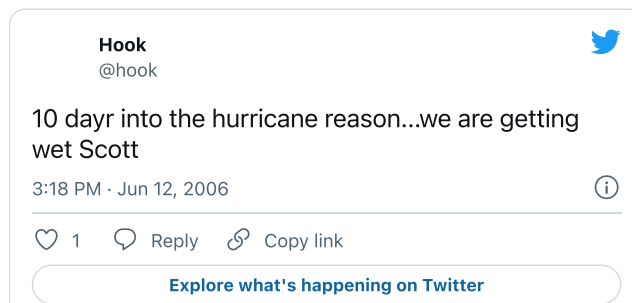 Hook
@hook
10 dayr into the hurricane reason...we are getting
wet Scott
3:18 PM · Jun 12, 2006
1 Reply Copy link
Explore what's happening on Twitter